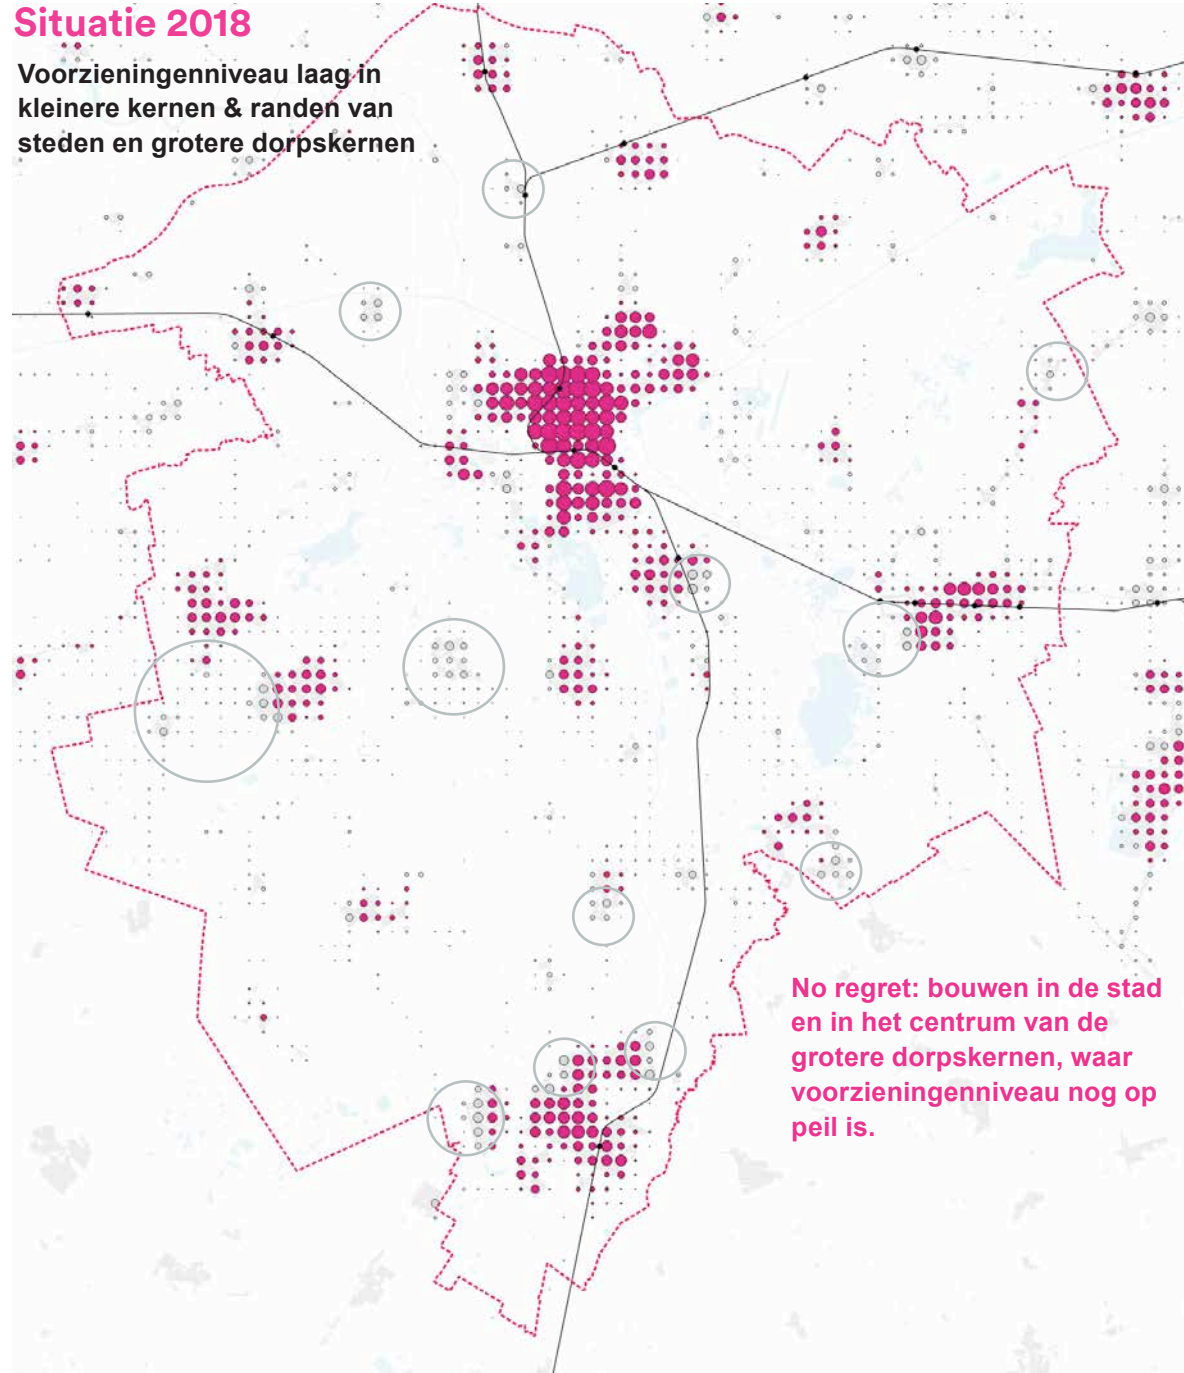 Situatie 2018
Voorzieningenniveau laag in
kleinere kernen & randen van
steden en grotere dorpskernen
No regret: bouwen in de stad
en in het centrum van de
grotere dorpskernen, waar
voorzieningenniveau nog op
peil is.